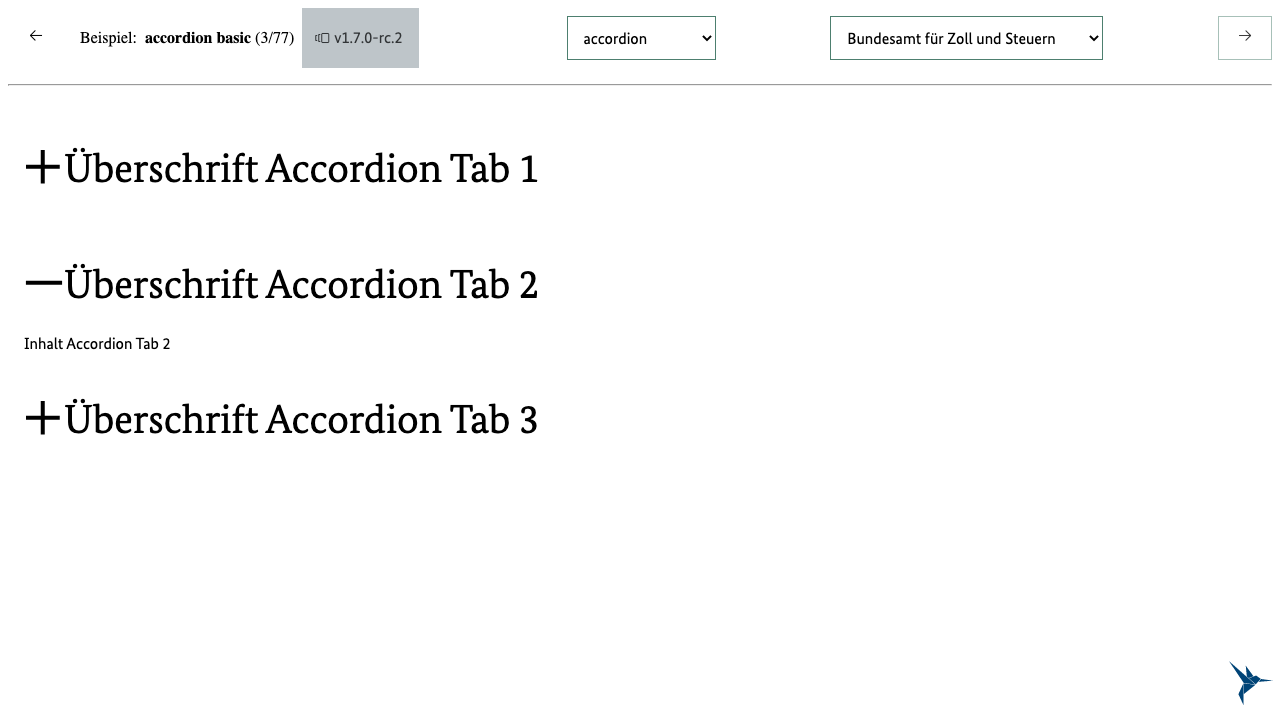 Beispiel: accordion basic (3/77) v1.7.0-rc.2 accordion Bundesamt für Zoll und Steuern
Überschrift Accordion Tab 1
Überschrift Accordion Tab 2
Inhalt Accordion Tab 2
Überschrift Accordion Tab 3